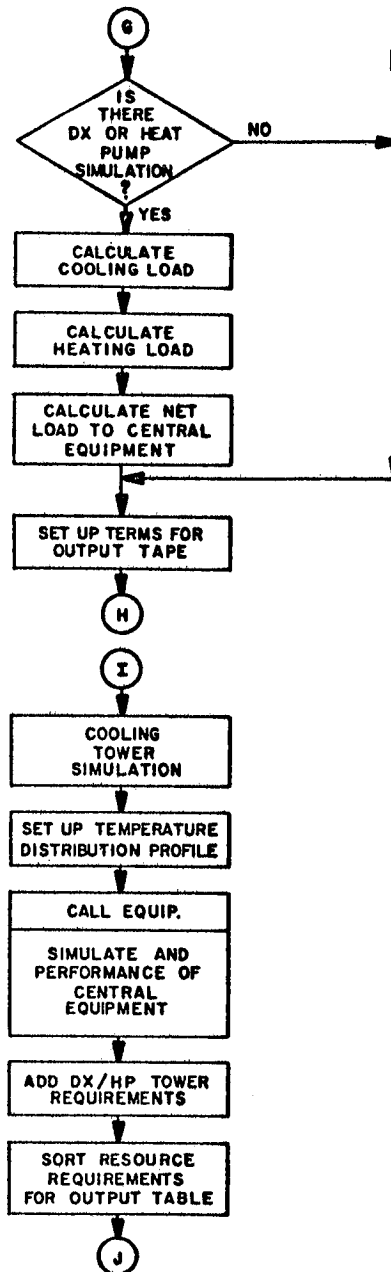 G
IS
THERE
DX OR HEAT
PUMP
SIMULATION
?
NO
YES
CALCULATE
COOLING LOAD
CALCULATE
HEATING LOAD
CALCULATE NET
LOAD TO CENTRAL
EQUIPMENT
SET UP TERMS FOR
OUTPUT TAPE
H
I
COOLING
TOWER
SIMULATION
SET UP TEMPERATURE
DISTRIBUTION PROFILE
CALL EQUIP.
SIMULATE AND
PERFORMANCE OF
CENTRAL
EQUIPMENT
ADD DX/HP TOWER
REQUIREMENTS
SORT RESOURCE
REQUIREMENTS
FOR OUTPUT TABLE
J